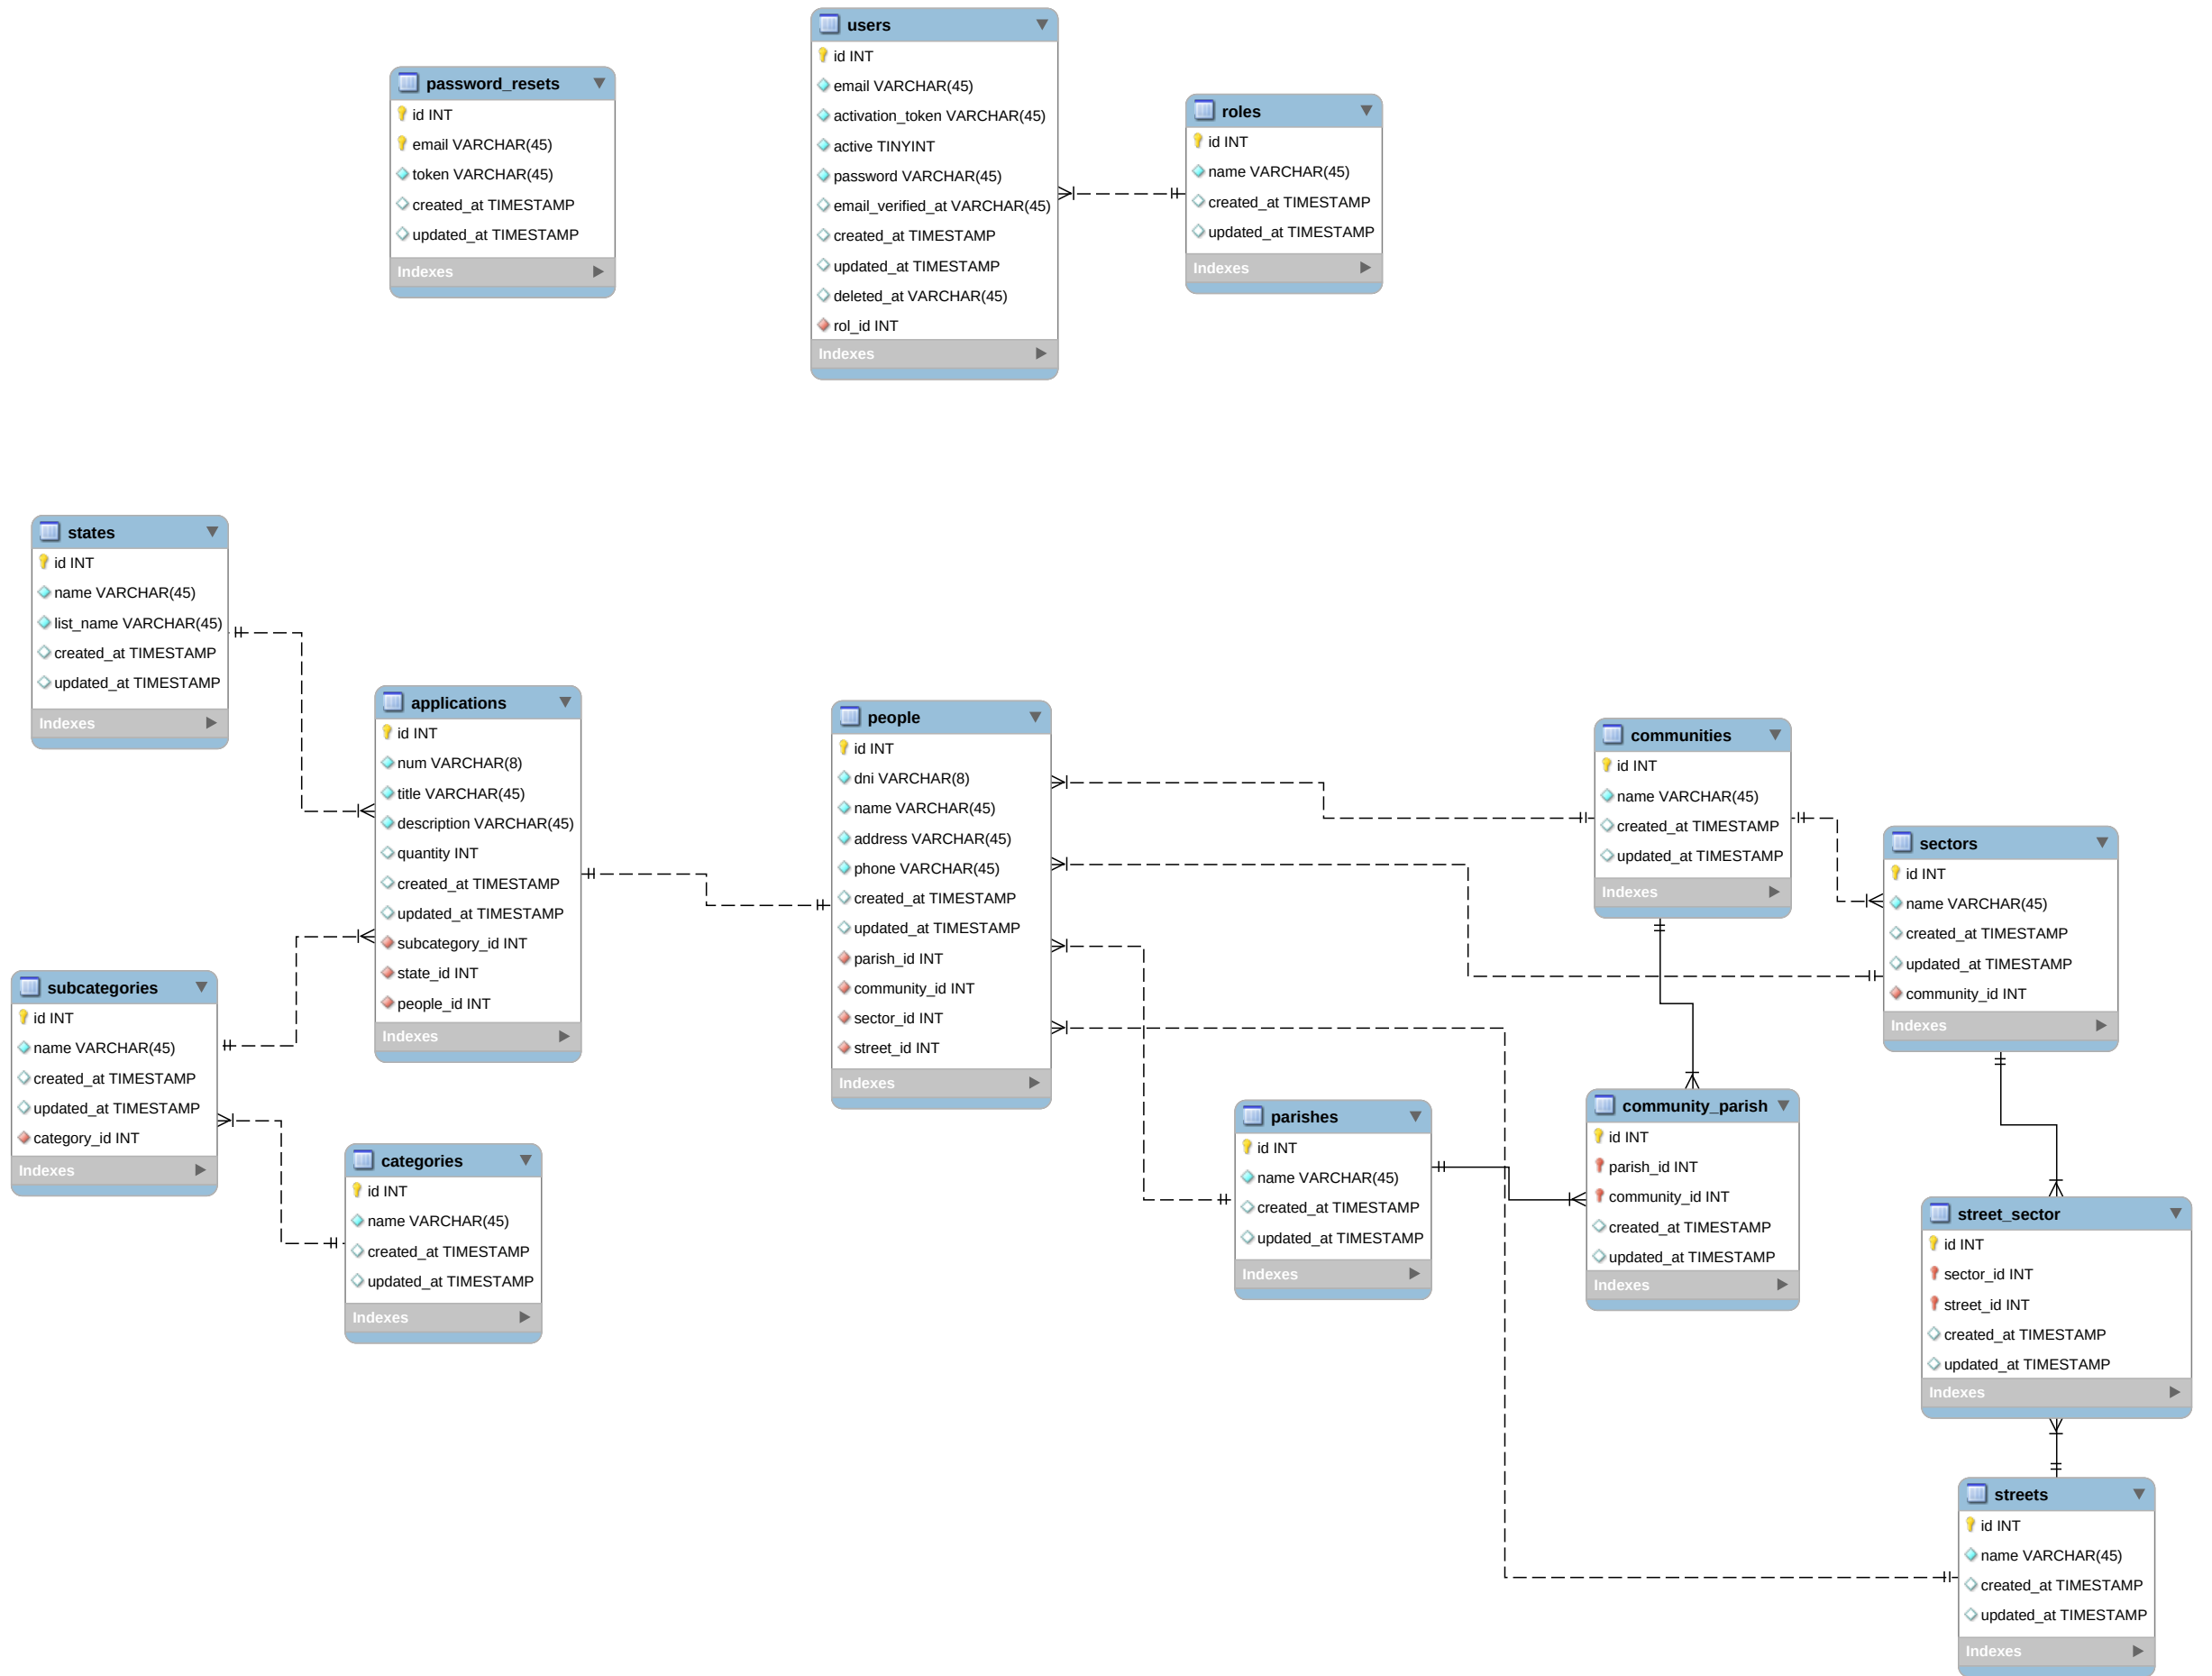 users
id INT
email VARCHAR(45)
activation_token VARCHAR(45)
active TINYINT
password VARCHAR(45)
email_verified_at VARCHAR(45)
created_at TIMESTAMP
updated_at TIMESTAMP
deleted_at VARCHAR(45)
rol_id INT
Indexes
password_resets
id INT
email VARCHAR(45)
token VARCHAR(45)
created_at TIMESTAMP
updated_at TIMESTAMP
Indexes
roles
id INT
name VARCHAR(45)
created_at TIMESTAMP
updated_at TIMESTAMP
Indexes
states
id INT
name VARCHAR(45)
list_name VARCHAR(45)
created_at TIMESTAMP
updated_at TIMESTAMP
Indexes
applications
id INT
num VARCHAR(8)
title VARCHAR(45)
description VARCHAR(45)
quantity INT
created_at TIMESTAMP
updated_at TIMESTAMP
subcategory_id INT
state_id INT
people_id INT
Indexes
people
id INT
dni VARCHAR(8)
name VARCHAR(45)
address VARCHAR(45)
phone VARCHAR(45)
created_at TIMESTAMP
updated_at TIMESTAMP
parish_id INT
community_id INT
sector_id INT
street_id INT
Indexes
communities
id INT
name VARCHAR(45)
created_at TIMESTAMP
updated_at TIMESTAMP
Indexes
sectors
id INT
name VARCHAR(45)
created_at TIMESTAMP
updated_at TIMESTAMP
community_id INT
Indexes
subcategories
id INT
name VARCHAR(45)
created_at TIMESTAMP
updated_at TIMESTAMP
category_id INT
Indexes
categories
id INT
name VARCHAR(45)
created_at TIMESTAMP
updated_at TIMESTAMP
Indexes
parishes
id INT
name VARCHAR(45)
created_at TIMESTAMP
updated_at TIMESTAMP
Indexes
community_parish
id INT
parish_id INT
community_id INT
created_at TIMESTAMP
updated_at TIMESTAMP
Indexes
street_sector
id INT
sector_id INT
street_id INT
created_at TIMESTAMP
updated_at TIMESTAMP
Indexes
streets
id INT
name VARCHAR(45)
created_at TIMESTAMP
updated_at TIMESTAMP
Indexes